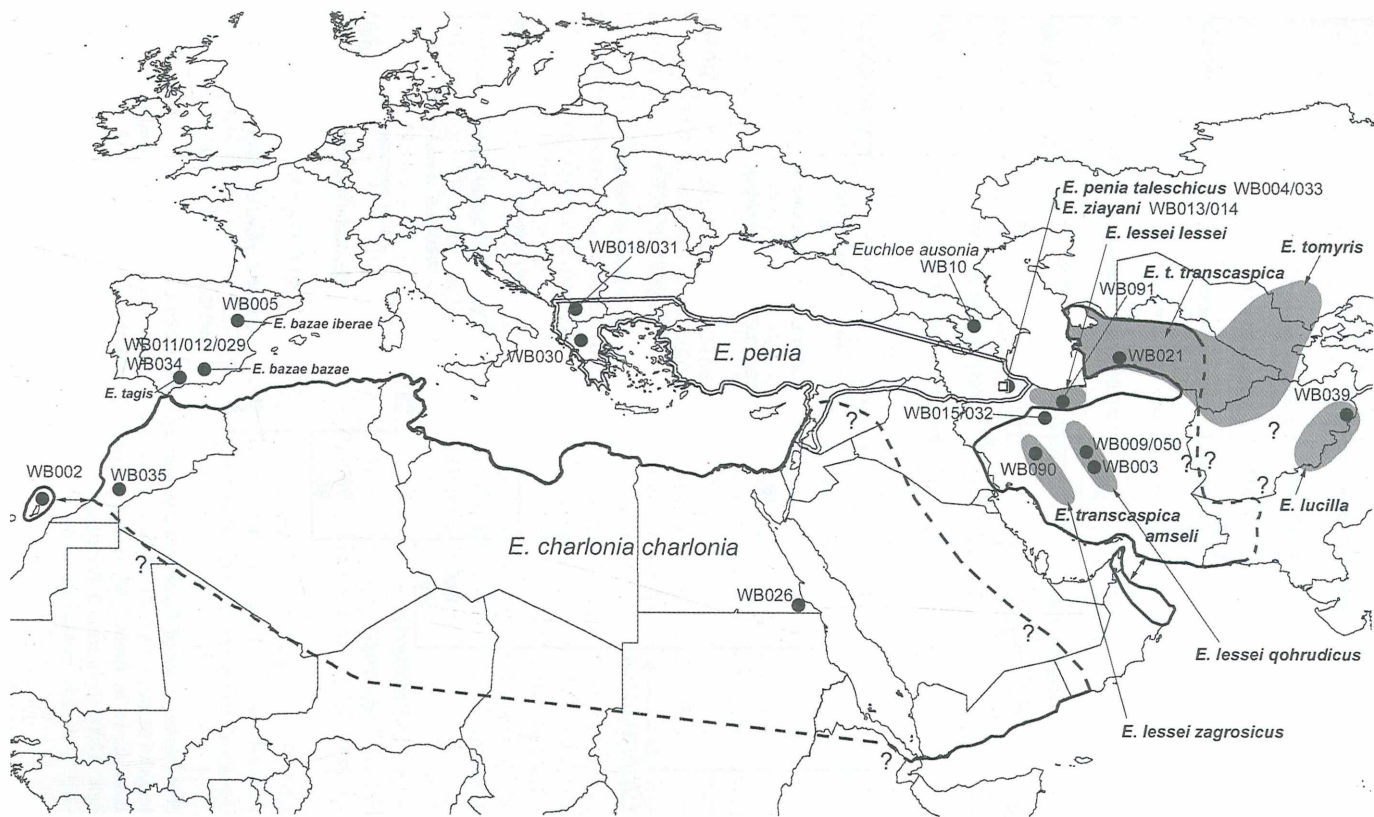 E. penia taleschicus WB004/033
E. ziayani WB013/014
E. lessei lessei
E. tomyris
WB018/031
Euchloe ausonia
WB10
E. t. transcaspica
WB091
WB005
E. bazae iberae
WB011/012/029
WB034
E. bazae bazae
E. tagis
WB030
E. penia
WB021
WB015/032
WB039
?
WB009/050
WB090
WB003
? ?
?
E. lucilla
WB002
WB035
E. transcaspica
amseli
E. charlonia charlonia
?
WB026
?
?
E. lessei qohrudicus
E. lessei zagrosicus
?